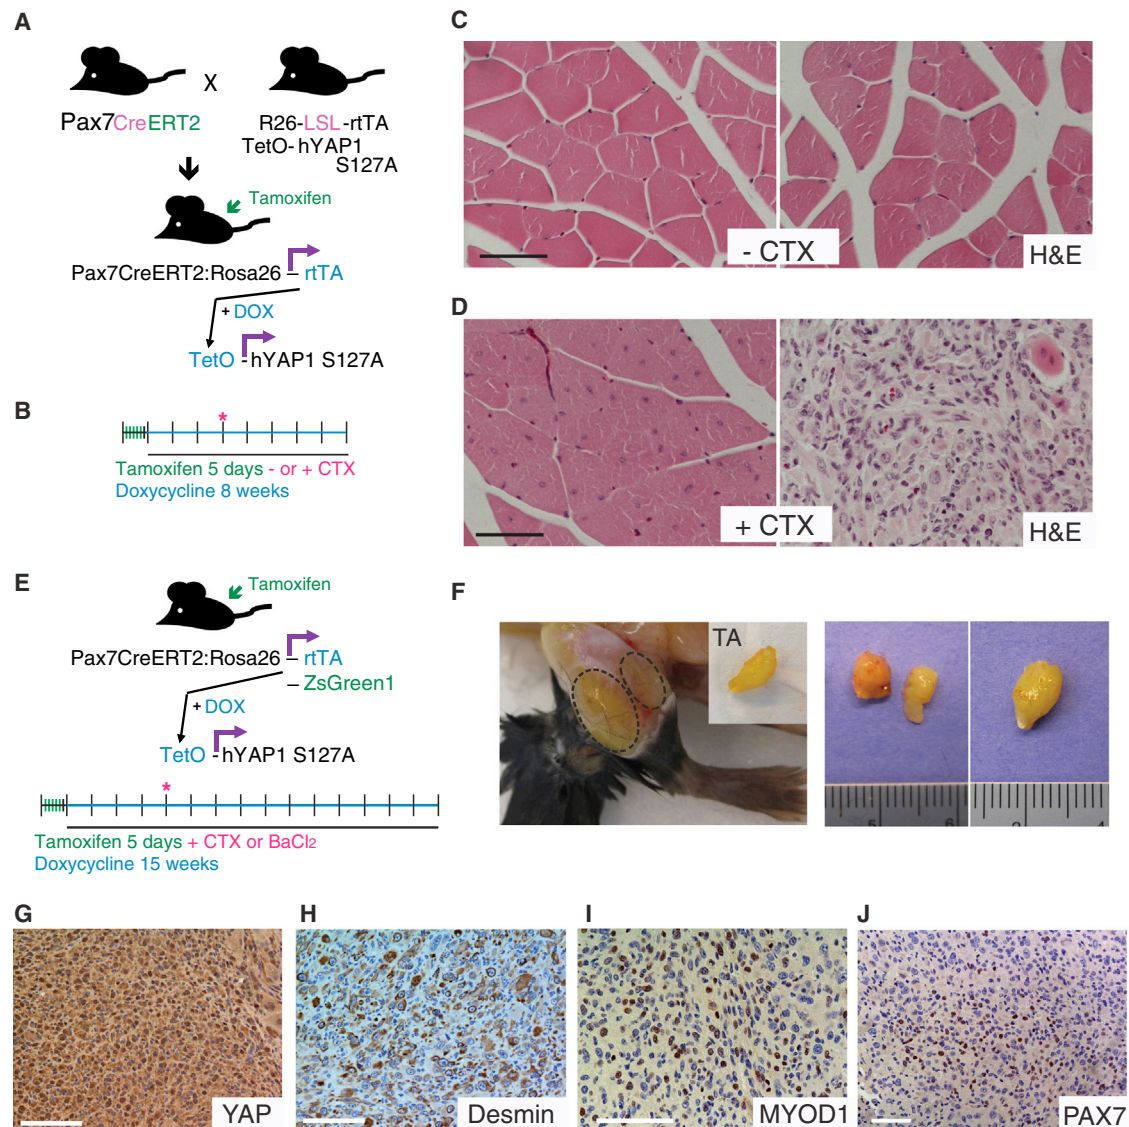 A
X
Pax7CreERT2
R26-LSL-rtTA
TetO-hYAP1
S127A
Tamoxifen
Pax7CreERT2:Rosa26 – rtTA
+ DOX
TetO -hYAP1 S127A
B
*
Tamoxifen 5 days - or + CTX
Doxycycline 8 weeks
C
- CTX
H&E
D
+ CTX
H&E
E
Tamoxifen
Pax7CreERT2:Rosa26 – rtTA
– ZsGreen1
+ DOX
TetO -hYAP1 S127A
*
Tamoxifen 5 days + CTX or BaCl2
Doxycycline 15 weeks
F
TA
G
YAP
H
Desmin
I
MYOD1
J
PAX7